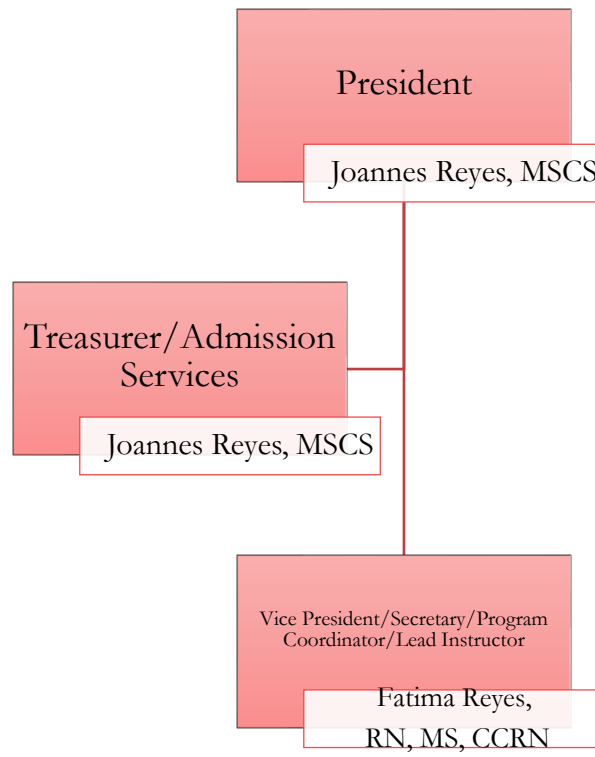 President
Joannes Reyes, MSCS
Treasurer/Admission
Services
Joannes Reyes, MSCS
Vice President/Secretary/Program
Coordinator/Lead Instructor
Fatima Reyes,
RN, MS, CCRN